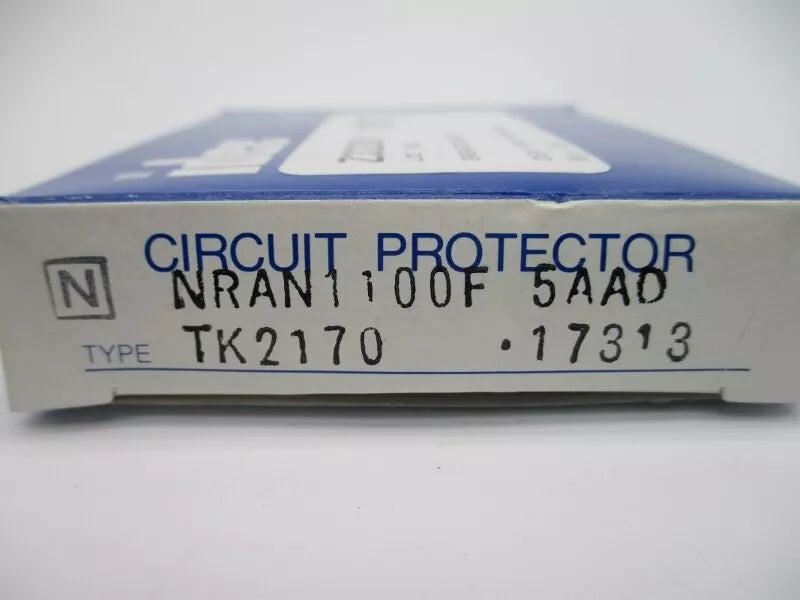 CIRCUIT PROTECTOR
N
NRAN1100F 5AAD
TYPE TK2170 .17313